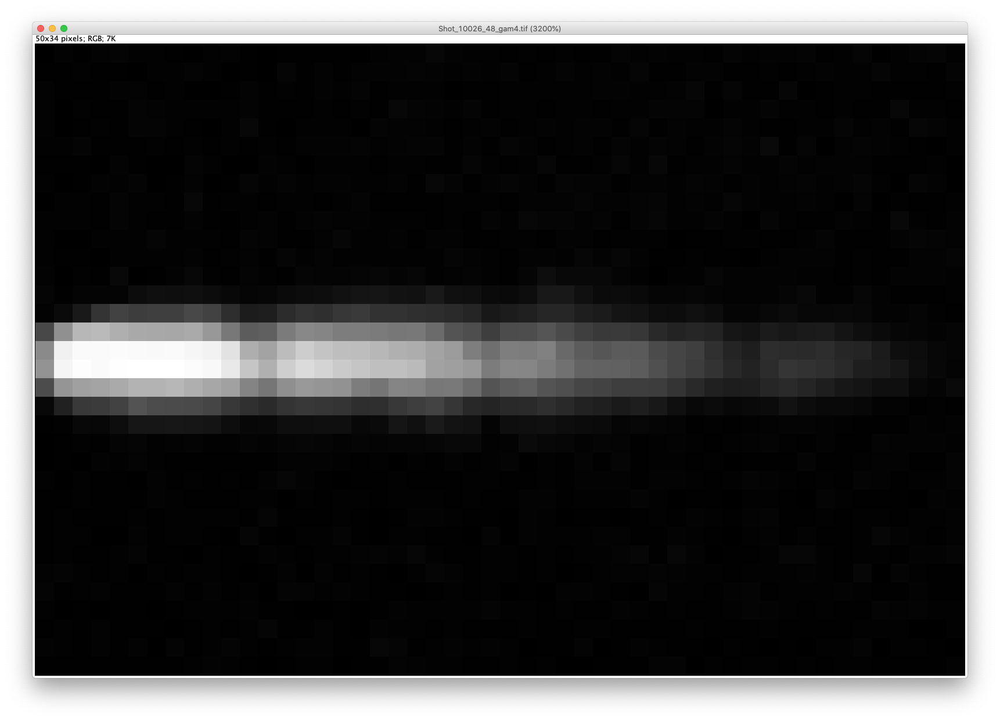 Shot_10026_48_gam4.tif (3200%)
50x34 pixels; RGB; 7K